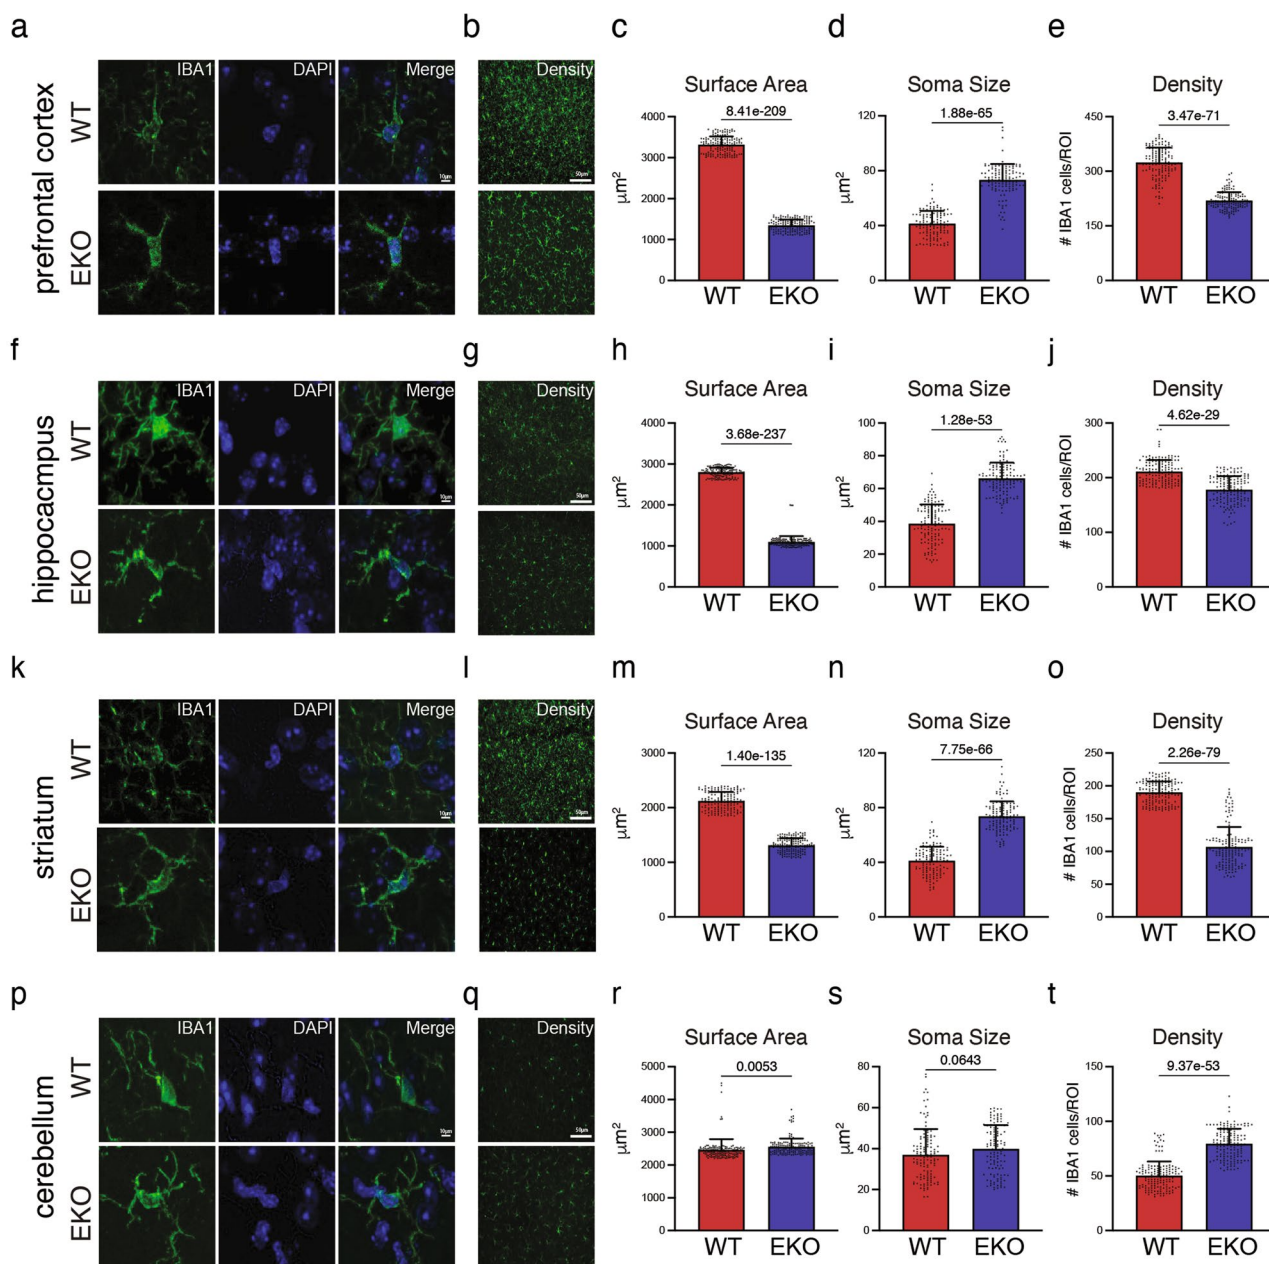 a b c d e
prefrontal cortex
WT
EKO
IBA1 DAPI Merge Density
10µm 50µm
Surface Area
8.41e-209
µm²
4000
3000
2000
1000
0
WT EKO
Soma Size
1.88e-65
µm²
120
80
40
0
WT EKO
Density
3.47e-71
# IBA1 cells/ROI
450
300
150
0
WT EKO
f g h i j
hippocacmpus
WT
EKO
IBA1 DAPI Merge Density
10µm 50µm
Surface Area
3.68e-237
µm²
4000
3000
2000
1000
0
WT EKO
Soma Size
1.28e-53
µm²
100
80
60
40
20
0
WT EKO
Density
4.62e-29
# IBA1 cells/ROI
300
200
100
0
WT EKO
k l m n o
striatum
WT
EKO
IBA1 DAPI Merge Density
10µm 50µm
Surface Area
1.40e-135
µm²
3000
2000
1000
0
WT EKO
Soma Size
7.75e-66
µm²
120
80
40
0
WT EKO
Density
2.26e-79
# IBA1 cells/ROI
250
200
150
100
50
0
WT EKO
p q r s t
cerebellum
WT
EKO
IBA1 DAPI Merge Density
10µm 50µm
Surface Area
0.0053
µm²
5000
4000
3000
2000
1000
0
WT EKO
Soma Size
0.0643
µm²
80
60
40
20
0
WT EKO
Density
9.37e-53
# IBA1 cells/ROI
150
100
50
0
WT EKO